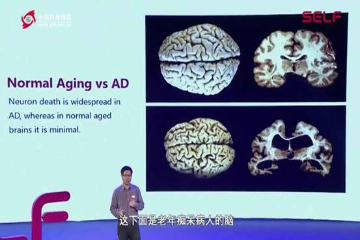 SELF
Normal Aging vs AD
Neuron death is widespread in
AD, whereas in normal aged
brains it is minimal.
这下面是老年痴呆病人的脑